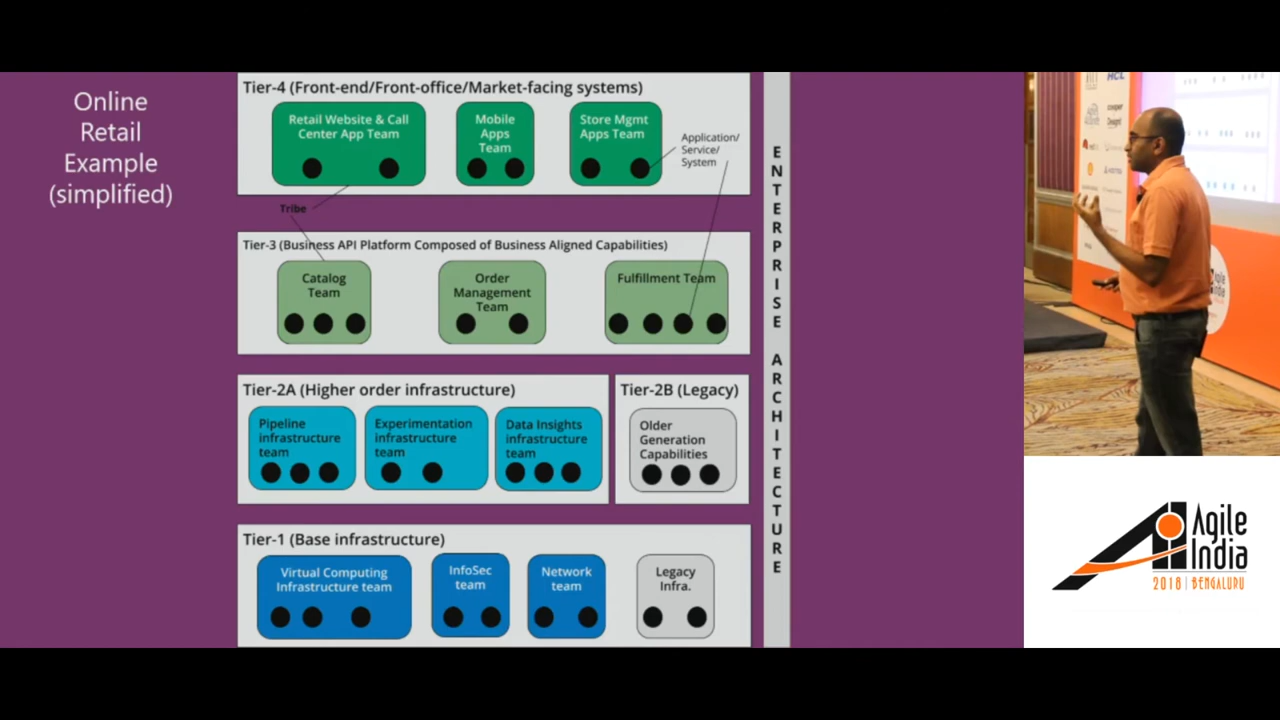 Online
Retail
Example
(simplified)
Tier-4 (Front-end/Front-office/Market-facing systems)
Retail Website & Call
Center App Team
Mobile
Apps
Team
Store Mgmt
Apps Team
Application/
Service/
System
Tribe
Tier-3 (Business API Platform Composed of Business Aligned Capabilities)
Catalog
Team
Order
Management
Team
Fulfillment Team
Tier-2A (Higher order infrastructure)
Pipeline
infrastructure
team
Experimentation
infrastructure
team
Data Insights
infrastructure
team
Tier-2B (Legacy)
Older
Generation
Capabilities
Tier-1 (Base infrastructure)
Virtual Computing
Infrastructure team
InfoSec
team
Network
team
Legacy
Infra.
ENTERPRISE ARCHITECTURE
HCL
Agile
India
Agile
India
2018 | BENGALURU